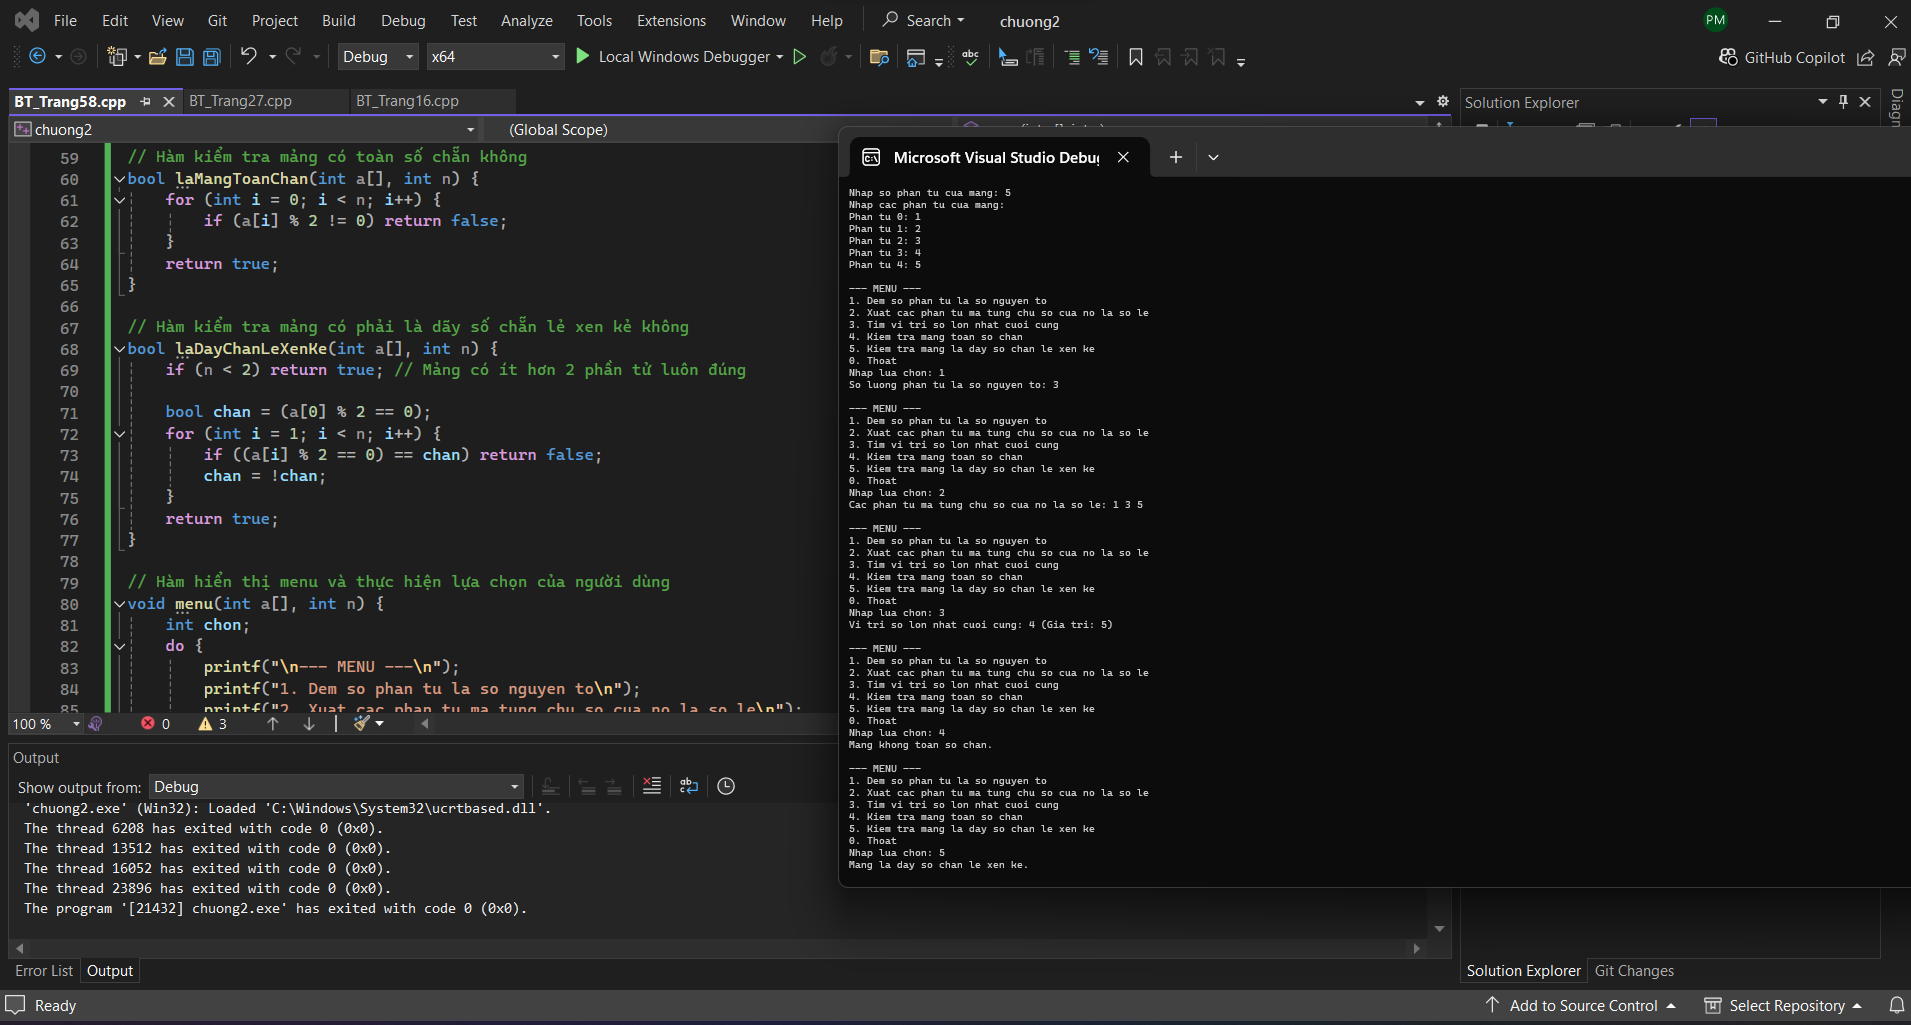 File Edit View Git Project Build Debug Test Analyze Tools Extensions Window Help Search chuong2 PM
Debug x64 Local Windows Debugger abc GitHub Copilot
BT_Trang58.cpp BT_Trang27.cpp BT_Trang16.cpp
Solution Explorer
chuong2 (Global Scope)
59 // Hàm kiểm tra mảng có toàn số chẵn không
60 bool laMangToanChan(int a[], int n) {
61 for (int i = 0; i < n; i++) {
62 if (a[i] % 2 != 0) return false;
63 }
64 return true;
65 }
66
67 // Hàm kiểm tra mảng có phải là dãy số chẵn lẻ xen kẻ không
68 bool laDayChanLeXenKe(int a[], int n) {
69 if (n < 2) return true; // Mảng có ít hơn 2 phần tử luôn đúng
70
71 bool chan = (a[0] % 2 == 0);
72 for (int i = 1; i < n; i++) {
73 if ((a[i] % 2 == 0) == chan) return false;
74 chan = !chan;
75 }
76 return true;
77 }
78
79 // Hàm hiển thị menu và thực hiện lựa chọn của người dùng
80 void menu(int a[], int n) {
81 int chon;
82 do {
83 printf("\n--- MENU ---\n");
84 printf("1. Dem so phan tu la so nguyen to\n");
85 printf("2. Xuat cac phan tu ma tung chu so cua no la so le\n");
100 % 0 3
Output
Show output from: Debug
'chuong2.exe' (Win32): Loaded 'C:\Windows\System32\ucrtbased.dll'.
The thread 6208 has exited with code 0 (0x0).
The thread 13512 has exited with code 0 (0x0).
The thread 16052 has exited with code 0 (0x0).
The thread 23896 has exited with code 0 (0x0).
The program '[21432] chuong2.exe' has exited with code 0 (0x0).
Error List Output
Microsoft Visual Studio Debug
Nhap so phan tu cua mang: 5
Nhap cac phan tu cua mang:
Phan tu 0: 1
Phan tu 1: 2
Phan tu 2: 3
Phan tu 3: 4
Phan tu 4: 5
--- MENU ---
1. Dem so phan tu la so nguyen to
2. Xuat cac phan tu ma tung chu so cua no la so le
3. Tim vi tri so lon nhat cuoi cung
4. Kiem tra mang toan so chan
5. Kiem tra mang la day so chan le xen ke
0. Thoat
Nhap lua chon: 1
So luong phan tu la so nguyen to: 3
--- MENU ---
1. Dem so phan tu la so nguyen to
2. Xuat cac phan tu ma tung chu so cua no la so le
3. Tim vi tri so lon nhat cuoi cung
4. Kiem tra mang toan so chan
5. Kiem tra mang la day so chan le xen ke
0. Thoat
Nhap lua chon: 2
Cac phan tu ma tung chu so cua no la so le: 1 3 5
--- MENU ---
1. Dem so phan tu la so nguyen to
2. Xuat cac phan tu ma tung chu so cua no la so le
3. Tim vi tri so lon nhat cuoi cung
4. Kiem tra mang toan so chan
5. Kiem tra mang la day so chan le xen ke
0. Thoat
Nhap lua chon: 3
Vi tri so lon nhat cuoi cung: 4 (Gia tri: 5)
--- MENU ---
1. Dem so phan tu la so nguyen to
2. Xuat cac phan tu ma tung chu so cua no la so le
3. Tim vi tri so lon nhat cuoi cung
4. Kiem tra mang toan so chan
5. Kiem tra mang la day so chan le xen ke
0. Thoat
Nhap lua chon: 4
Mang khong toan so chan.
--- MENU ---
1. Dem so phan tu la so nguyen to
2. Xuat cac phan tu ma tung chu so cua no la so le
3. Tim vi tri so lon nhat cuoi cung
4. Kiem tra mang toan so chan
5. Kiem tra mang la day so chan le xen ke
0. Thoat
Nhap lua chon: 5
Mang la day so chan le xen ke.
Solution Explorer Git Changes
Ready Add to Source Control Select Repository